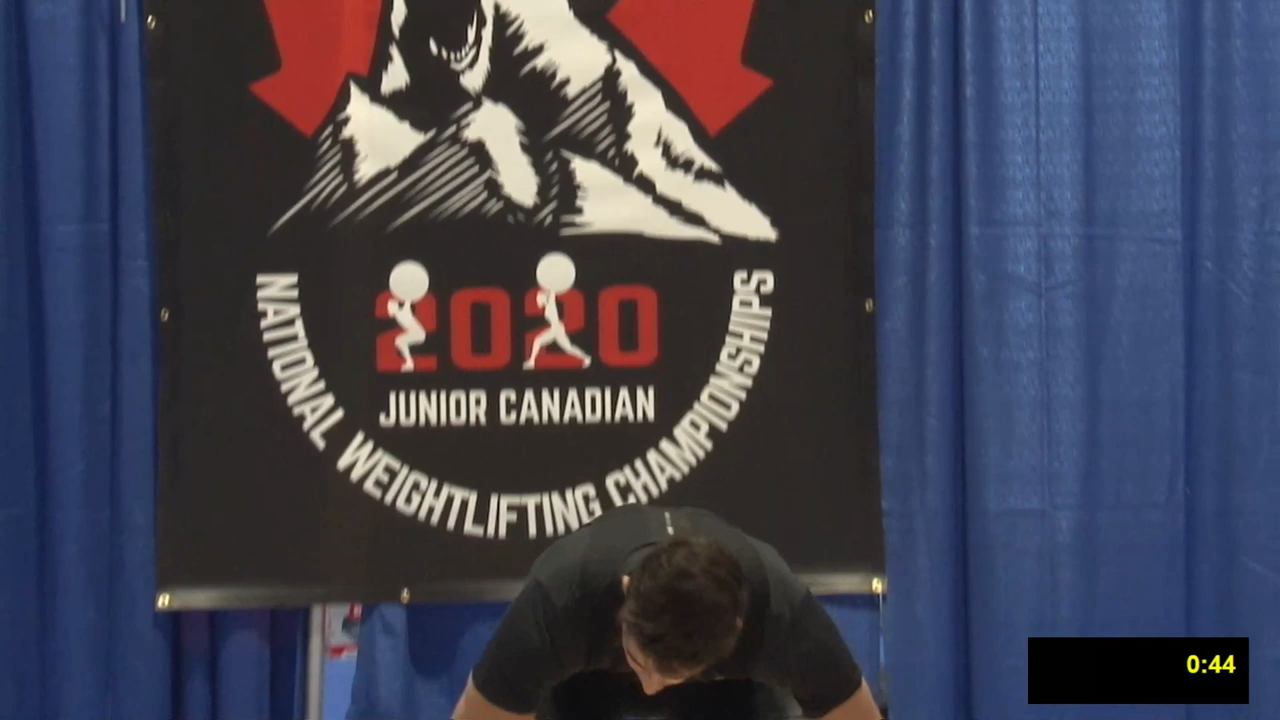 2020
JUNIOR CANADIAN
NATIONAL WEIGHTLIFTING CHAMPIONSHIPS
0:44